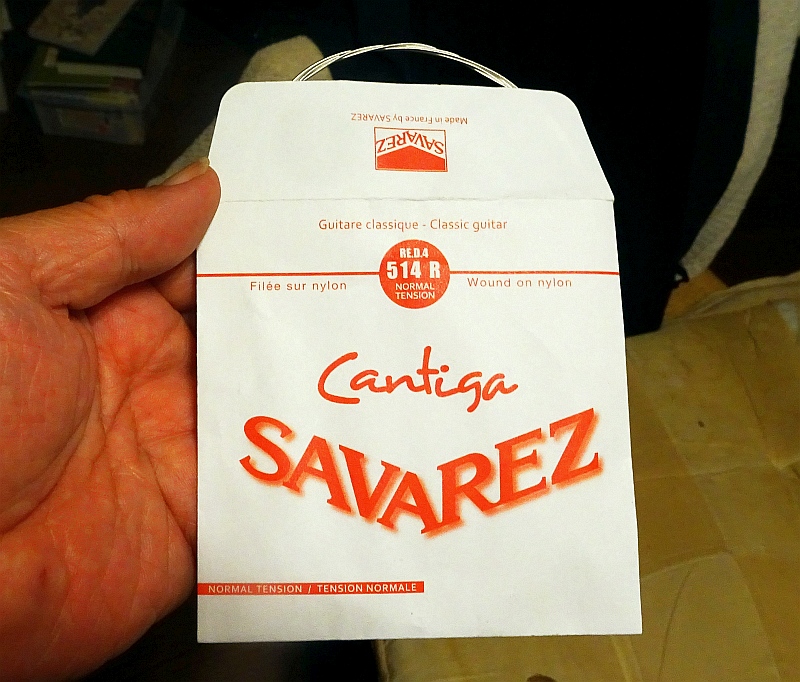 Made in France by SAVAREZ
SAVAREZ
Guitare classique - Classic guitar
RE.D.4
514 R
NORMAL
TENSION
Filée sur nylon
Wound on nylon
Cantiga
SAVAREZ
NORMAL TENSION / TENSION NORMALE